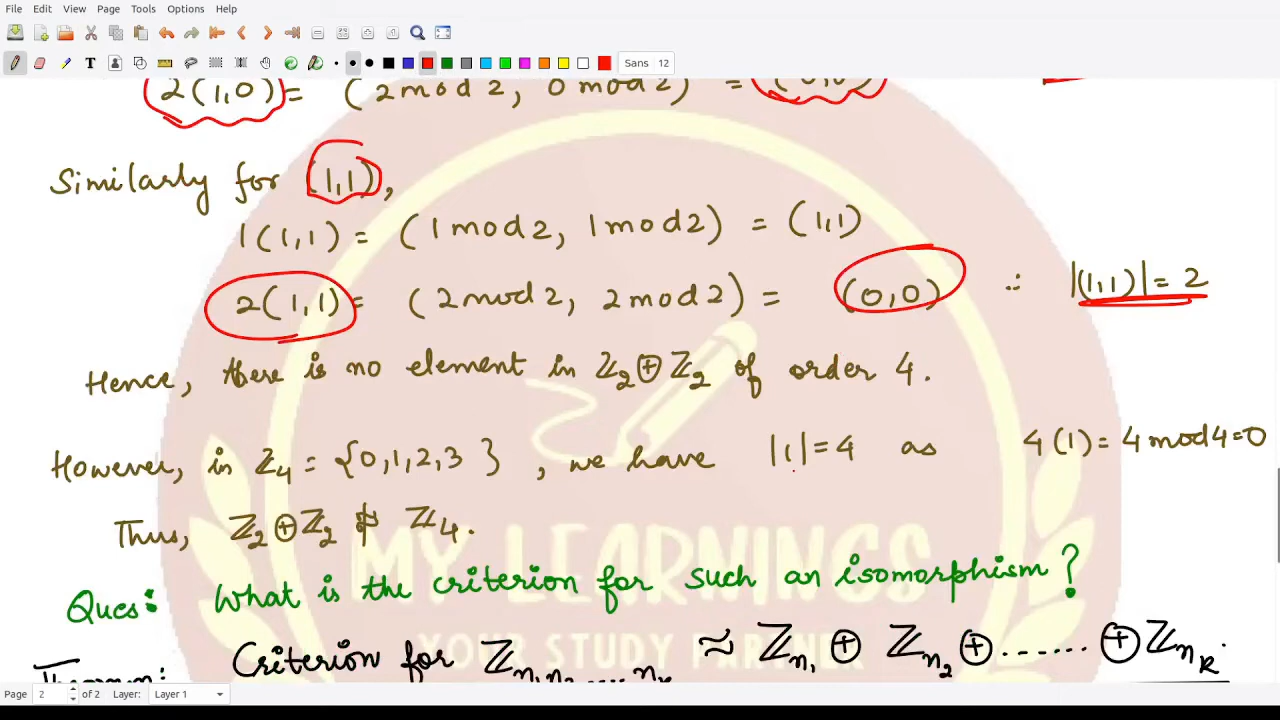 File Edit View Page Tools Options Help
Sans 12
2(1,0) = (2 mod 2, 0 mod 2) = (0,0)
Similarly for (1,1),
1(1,1) = (1 mod 2, 1 mod 2) = (1,1)
2(1,1) = (2 mod 2, 2 mod 2) = (0,0) ∴ |(1,1)| = 2
Hence, there is no element in ℤ₂⊕ℤ₂ of order 4.
However, in ℤ₄ = {0,1,2,3}, we have |1| = 4 as 4(1) = 4 mod 4 = 0
Thus, ℤ₂⊕ℤ₂ ≉ ℤ₄.
MY LEARNINGS
Ques: What is the criterion for such an isomorphism?
YOUR STUDY PARTNER
Theorem: Criterion for ℤₙ₁ₙ₂.....ₙₖ ≈ ℤₙ₁ ⊕ ℤₙ₂ ⊕ ...... ⊕ ℤₙₖ.
Page 2 of 2 Layer: Layer 1